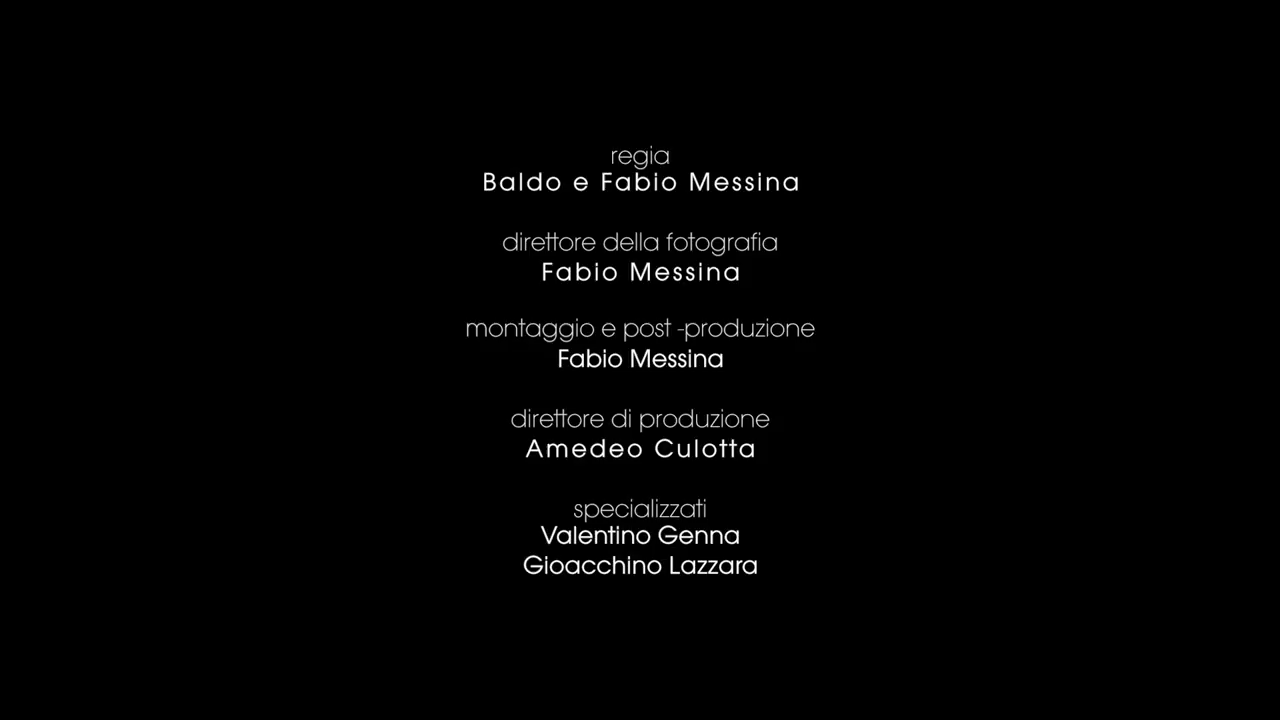 regia
Baldo e Fabio Messina
direttore della fotografia
Fabio Messina
montaggio e post -produzione
Fabio Messina
direttore di produzione
Amedeo Culotta
specializzati
Valentino Genna
Gioacchino Lazzara